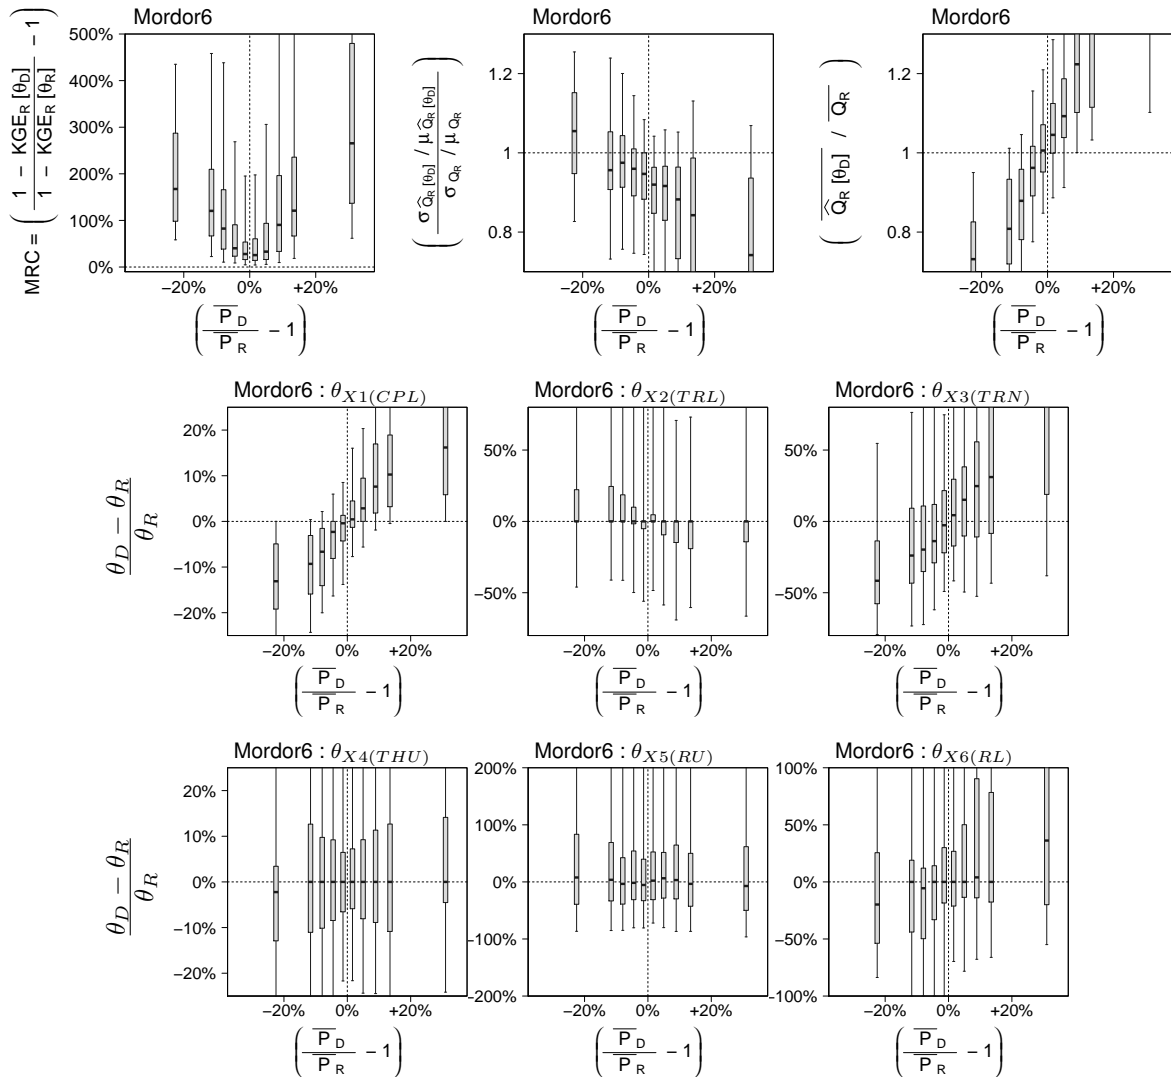 Mordor6 Mordor6 Mordor6
MRC = ( 1 − KGE_R [θ_D] / 1 − KGE_R [θ_R] − 1 )
500%
400%
300%
200%
100%
0%
−20% 0% +20%
( P̅_D / P̅_R − 1 )
( σ_Q̂_R [θ_D] / μ_Q̂_R [θ_D] / σ_Q_R / μ_Q_R )
1.2
1
0.8
−20% 0% +20%
( P̅_D / P̅_R − 1 )
( Q̂_R [θ_D] / Q_R )
1.2
1
0.8
−20% 0% +20%
( P̅_D / P̅_R − 1 )
Mordor6 : θ_X1(CPL) Mordor6 : θ_X2(TRL) Mordor6 : θ_X3(TRN)
θ_D − θ_R / θ_R
20%
10%
0%
−10%
−20%
−20% 0% +20%
( P̅_D / P̅_R − 1 )
50%
0%
−50%
−20% 0% +20%
( P̅_D / P̅_R − 1 )
50%
0%
−50%
−20% 0% +20%
( P̅_D / P̅_R − 1 )
Mordor6 : θ_X4(THU) Mordor6 : θ_X5(RU) Mordor6 : θ_X6(RL)
θ_D − θ_R / θ_R
20%
10%
0%
−10%
−20%
−20% 0% +20%
( P̅_D / P̅_R − 1 )
200%
100%
0%
−100%
−200%
−20% 0% +20%
( P̅_D / P̅_R − 1 )
100%
50%
0%
−50%
−100%
−20% 0% +20%
( P̅_D / P̅_R − 1 )